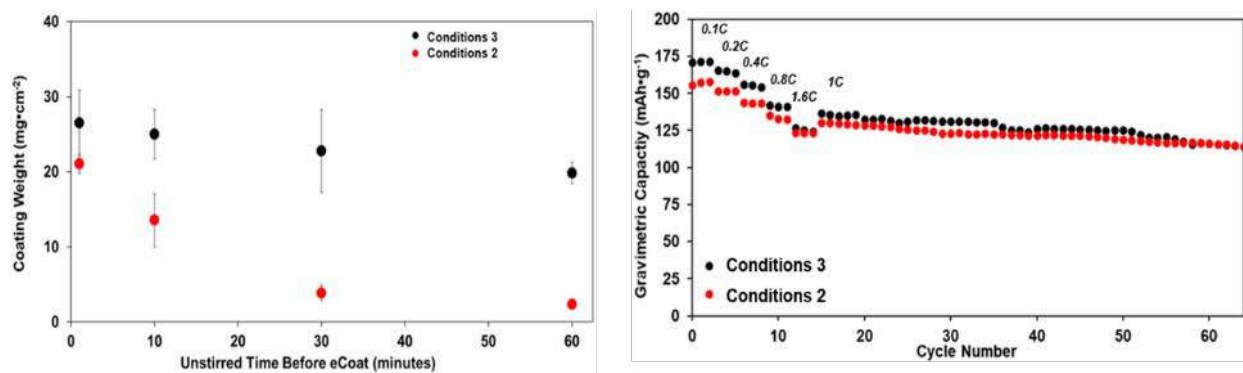 40
30
20
10
0
Coating Weight (mg•cm⁻²)
Conditions 3
Conditions 2
0 10 20 30 40 50 60
Unstirred Time Before eCoat (minutes)
200
175
150
125
100
75
50
25
0
Gravimetric Capactiy (mAh•g⁻¹)
0.1C
0.2C
0.4C
0.8C
1.6C
1C
Conditions 3
Conditions 2
0 10 20 30 40 50 60
Cycle Number